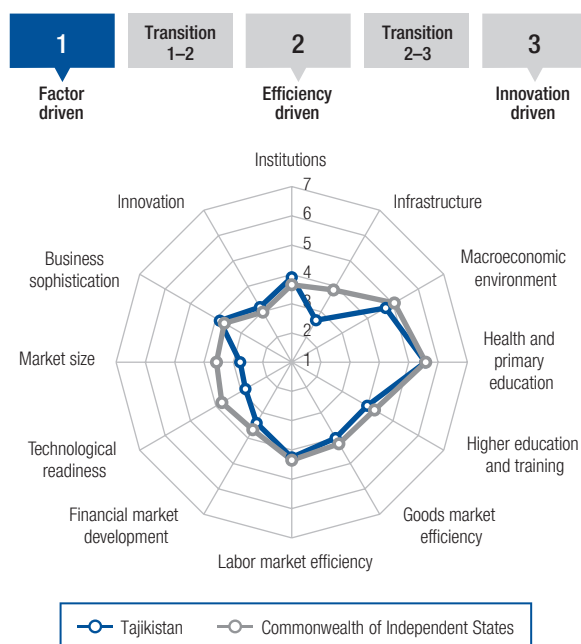 1
Transition
1–2
2
Transition
2–3
3
Factor
driven
Efficiency
driven
Innovation
driven
Institutions
7
Innovation
Infrastructure
6
5
Business
sophistication
Macroeconomic
environment
4
3
2
Market size
1
Health and
primary
education
Technological
readiness
Higher education
and training
Financial market
development
Goods market
efficiency
Labor market efficiency
Tajikistan
Commonwealth of Independent States